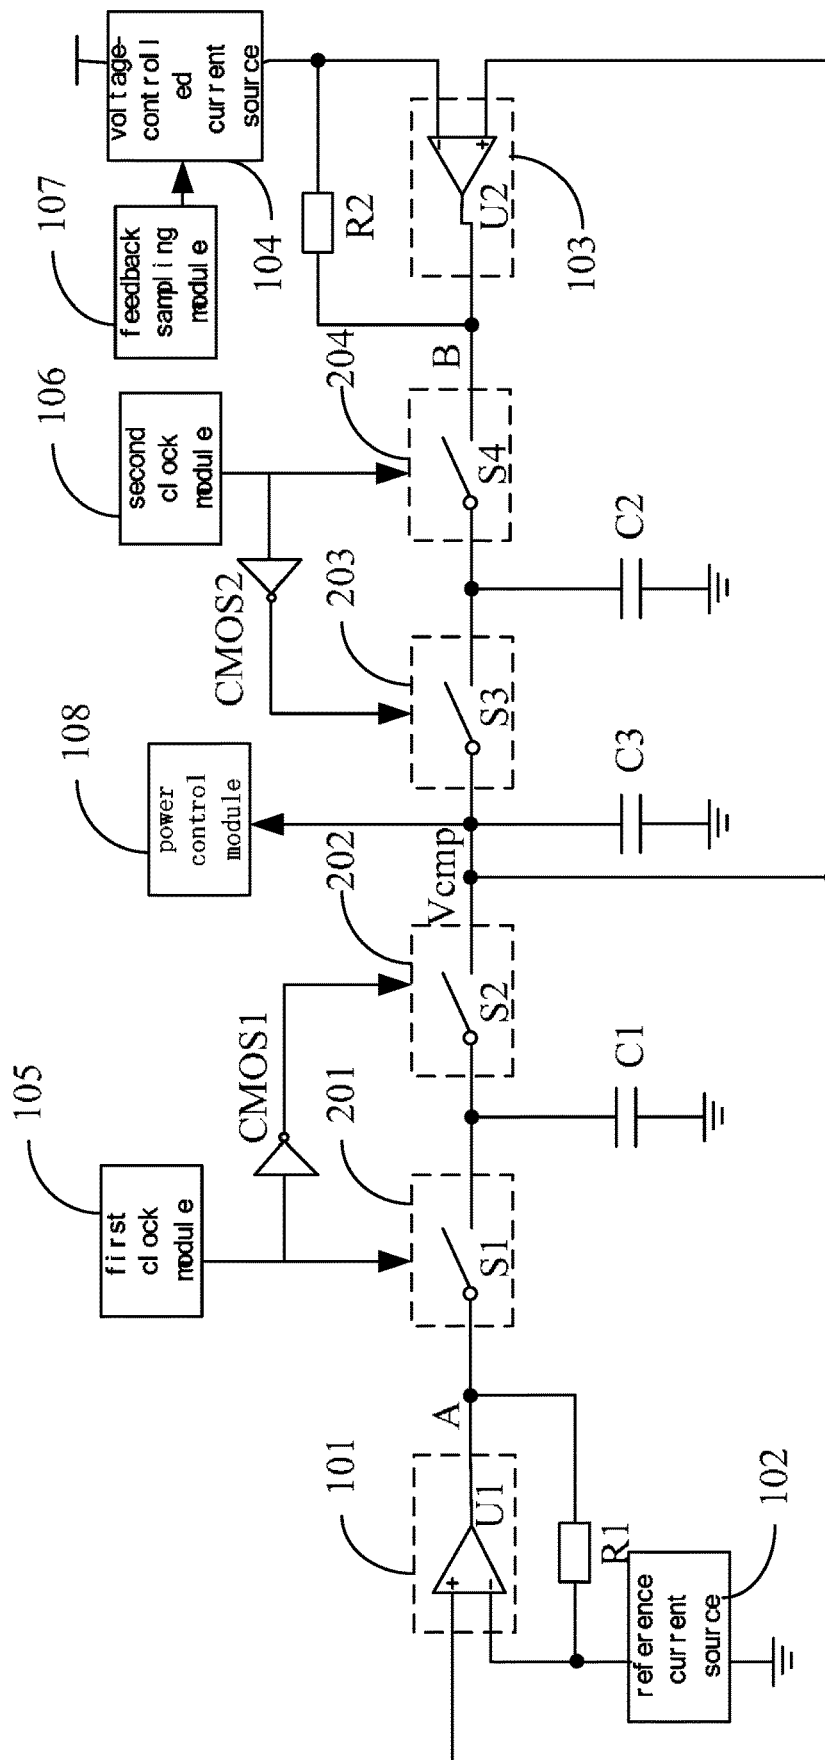 107
feedback
sampling
module
voltage-
controll
ed
current
source
104
106
second
clock
module
204
R2
B
-
+
U2
103
CMOS2
203
S4
C2
108
power
control
module
202
S3
C3
Vcmp
105
first
clock
module
CMOS1
201
S2
C1
S1
A
101
+
-
U1
R1
reference
current
source
102